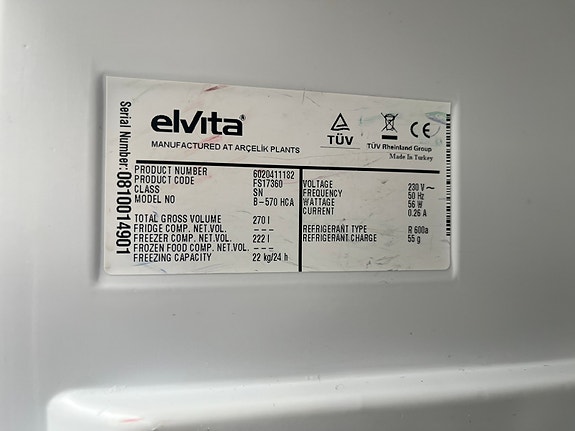 elvita®
MANUFACTURED AT ARÇELİK PLANTS
TÜV
TÜV Rheinland Group
CE
Made In Turkey
Serial Number: 0810014901
PRODUCT NUMBER 6020411182
PRODUCT CODE FS17360
CLASS SN
MODEL NO B-570 HCA
TOTAL GROSS VOLUME 270 l
FRIDGE COMP. NET.VOL. ---
FREEZER COMP. NET.VOL. 222 l
FROZEN FOOD COMP. NET.VOL. ---
FREEZING CAPACITY 22 kg/24 h
VOLTAGE 230 V ~
FREQUENCY 50 Hz
WATTAGE 56 W
CURRENT 0.26 A
REFRIGERANT TYPE R 600a
REFRIGERANT CHARGE 55 g